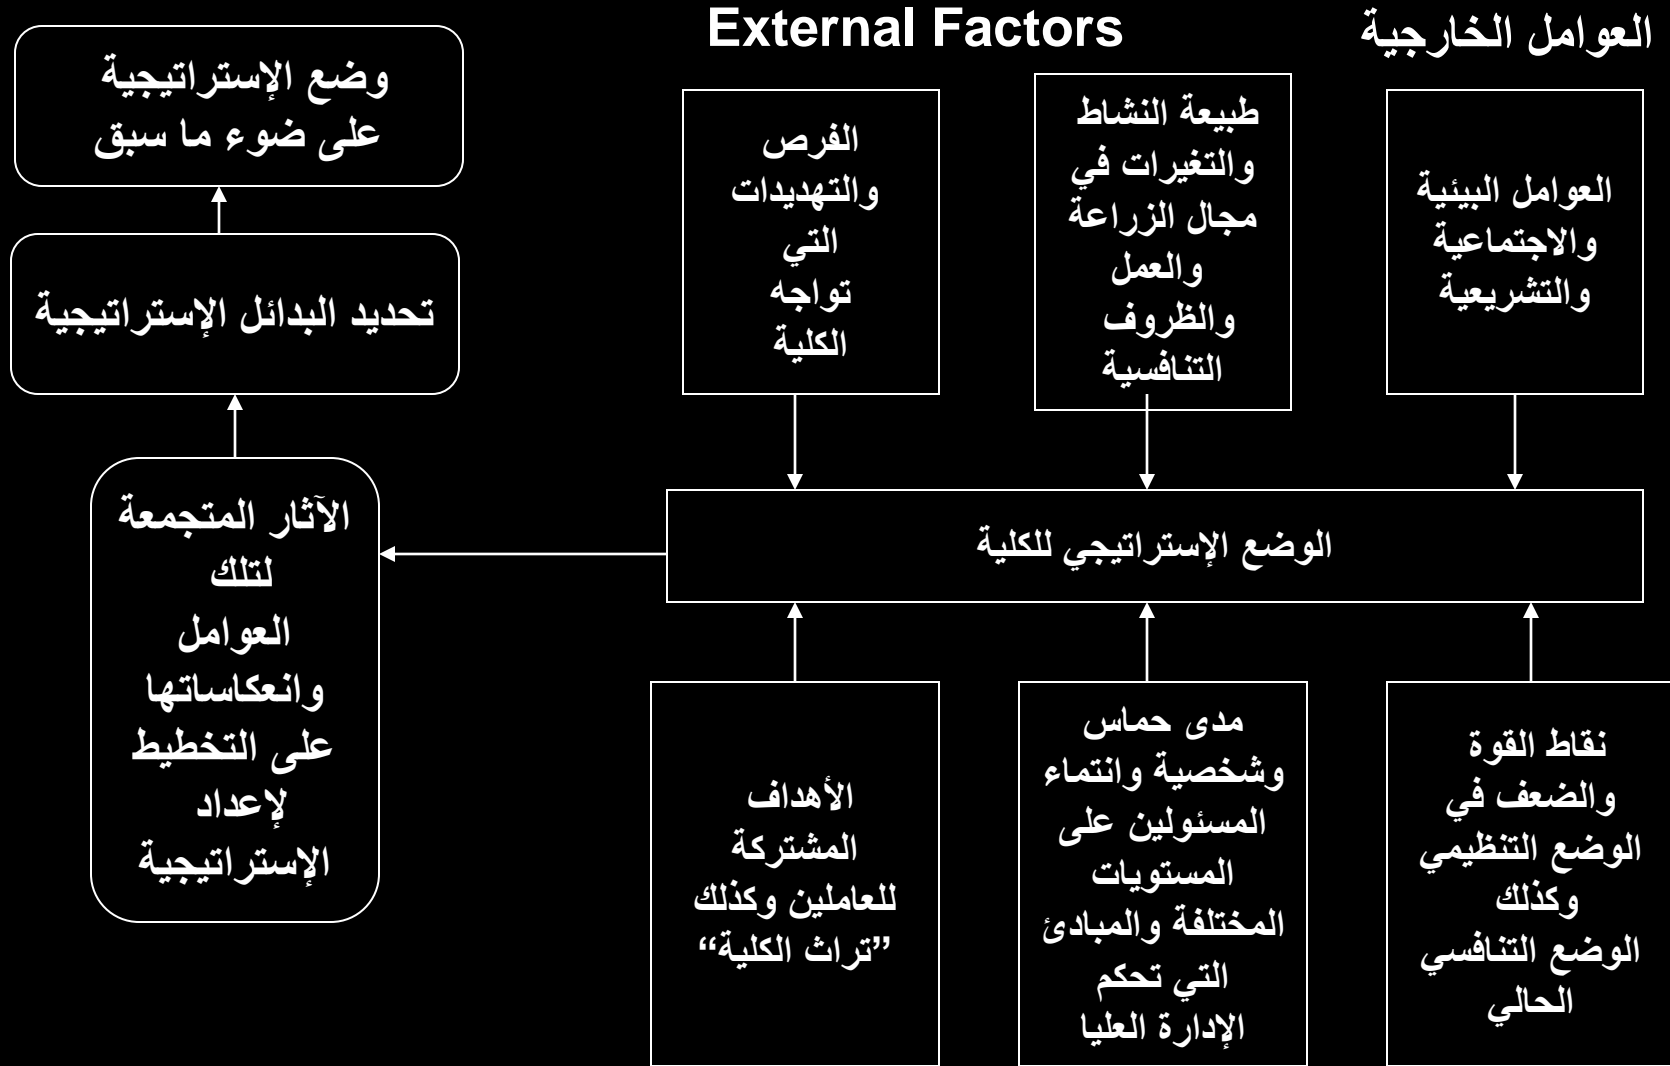 العوامل الخارجية
External Factors
العوامل البيئية
والاجتماعية
والتشريعية
طبيعة النشاط
والتغيرات في
مجال الزراعة
والعمل
والظروف
التنافسية
الفرص
والتهديدات
التي
تواجه
الكلية
وضع الإستراتيجية
على ضوء ما سبق
تحديد البدائل الإستراتيجية
الوضع الإستراتيجي للكلية
الآثار المتجمعة
لتلك
العوامل
وانعكاساتها
على التخطيط
لإعداد
الإستراتيجية
نقاط القوة
والضعف في
الوضع التنظيمي
وكذلك
الوضع التنافسي
الحالي
مدى حماس
وشخصية وانتماء
المسئولين على
المستويات
المختلفة والمبادئ
التي تحكم
الإدارة العليا
الأهداف
المشتركة
للعاملين وكذلك
”تراث الكلية“